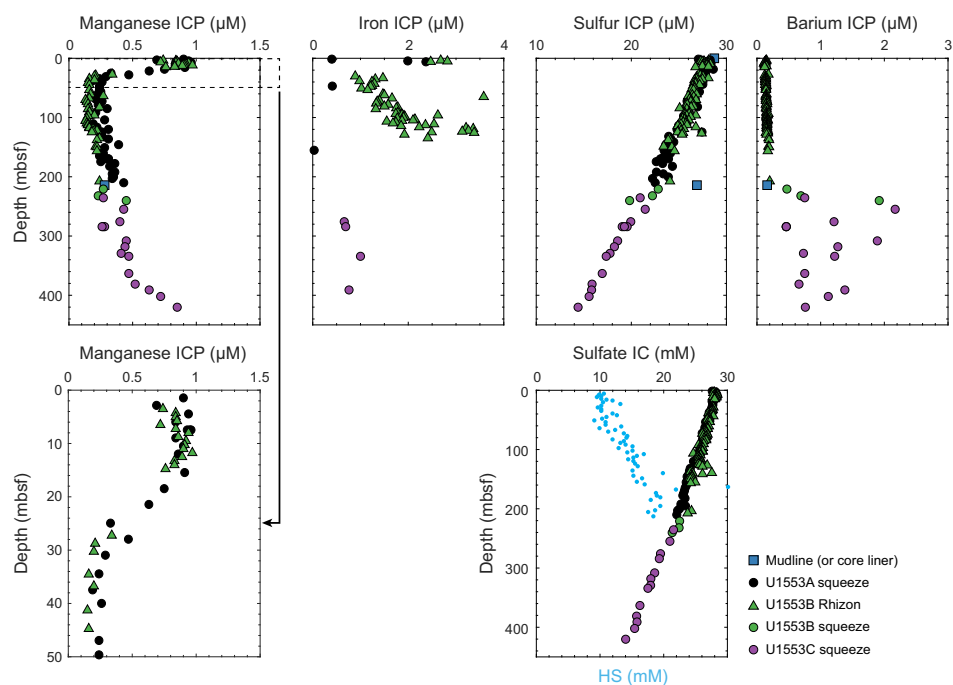 Manganese ICP (µM) Iron ICP (µM) Sulfur ICP (µM) Barium ICP (µM)
0 0.5 1 1.5 0 2 4 10 20 30 0 1 2 3
0
100
200
300
400
Depth (mbsf)
Manganese ICP (µM) Sulfate IC (mM)
0 0.5 1 1.5 0 10 20 30
0
10
20
30
40
50
Depth (mbsf)
0
100
200
300
400
Depth (mbsf)
HS (mM)
Mudline (or core liner)
U1553A squeeze
U1553B Rhizon
U1553B squeeze
U1553C squeeze